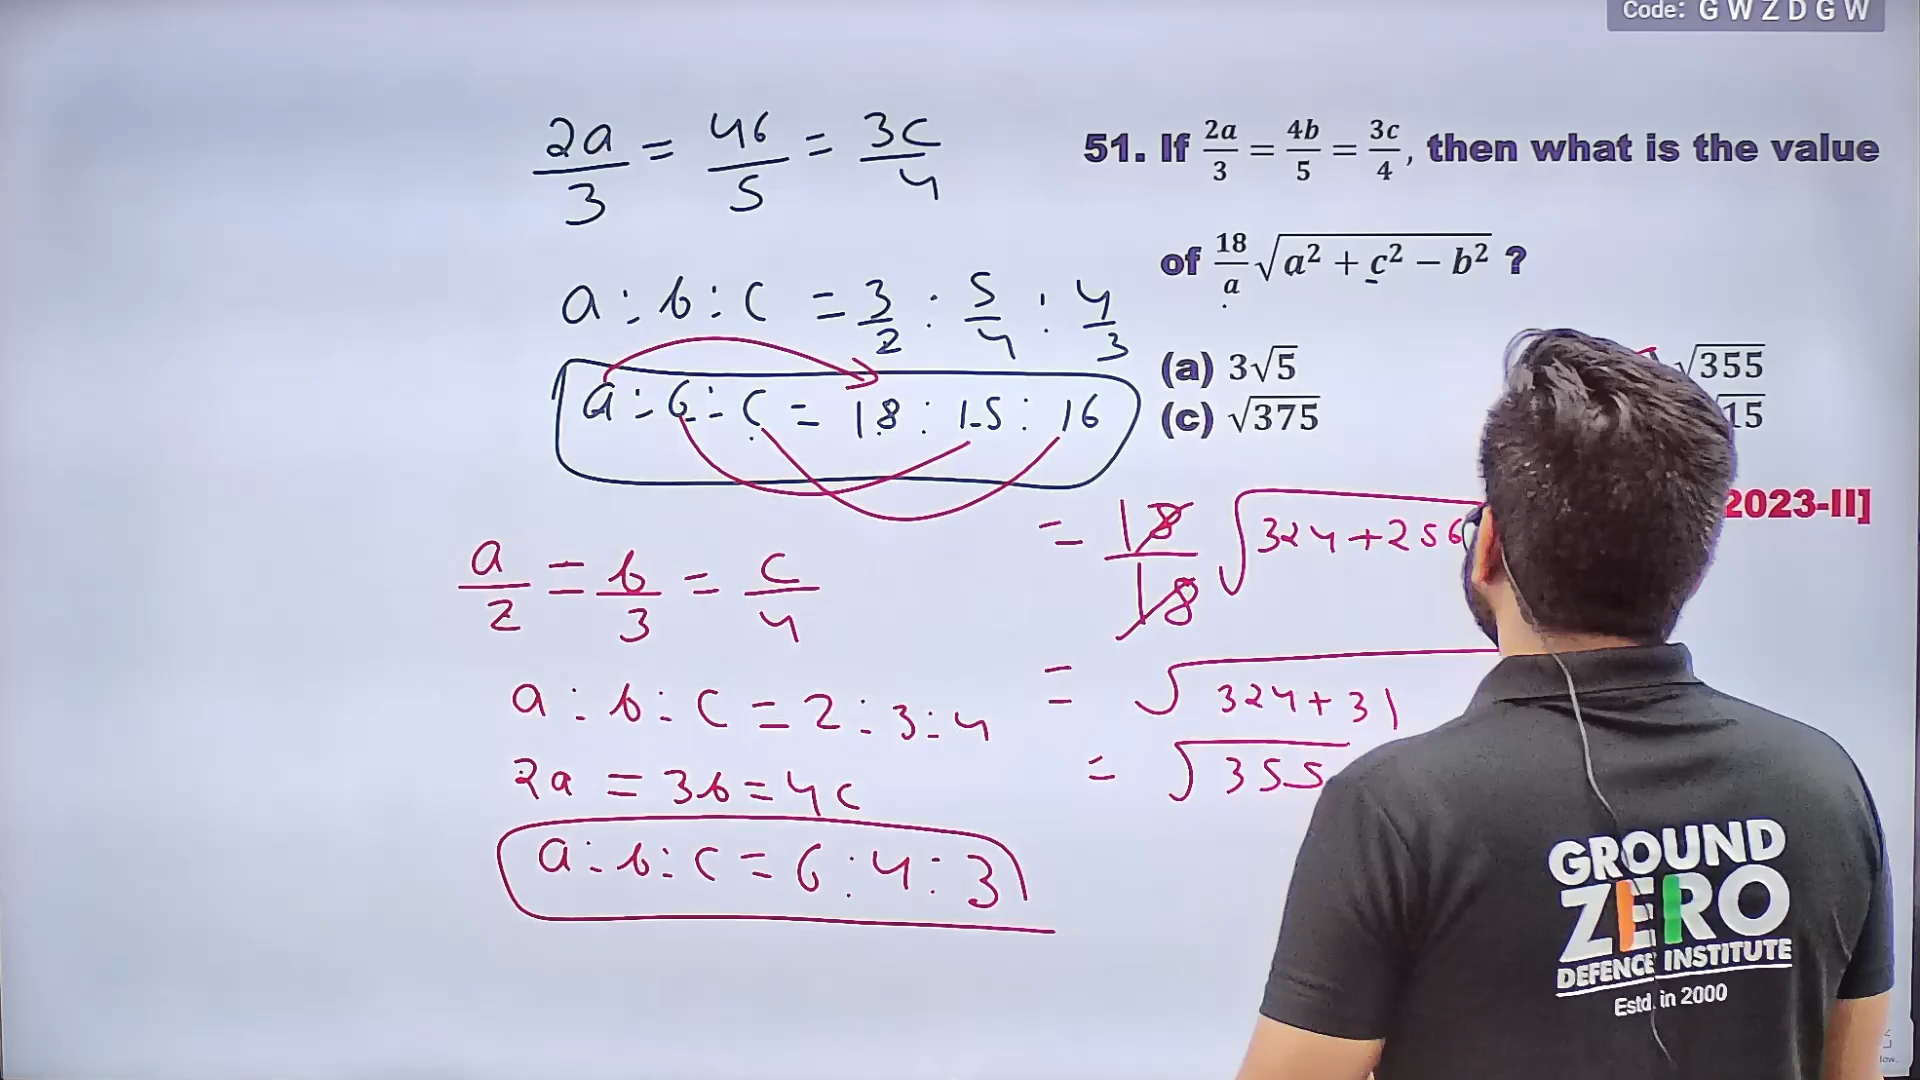 Code: G W Z D G W
2a/3 = 4b/5 = 3c/4
a : b : c = 3/2 : 5/4 : 4/3
a : b : c = 18 : 15 : 16
a/2 = b/3 = c/4
a : b : c = 2 : 3 : 4
2a = 3b = 4c
a : b : c = 6 : 4 : 3
51. If 2a/3 = 4b/5 = 3c/4, then what is the value
of 18/a √(a² + c² − b²) ?
(a) 3√5 √355
(c) √375 √15
2023-II]
= 18/18 √324+256
= √324+31
= √355
GROUND
ZERO
DEFENCE INSTITUTE
Estd. in 2000